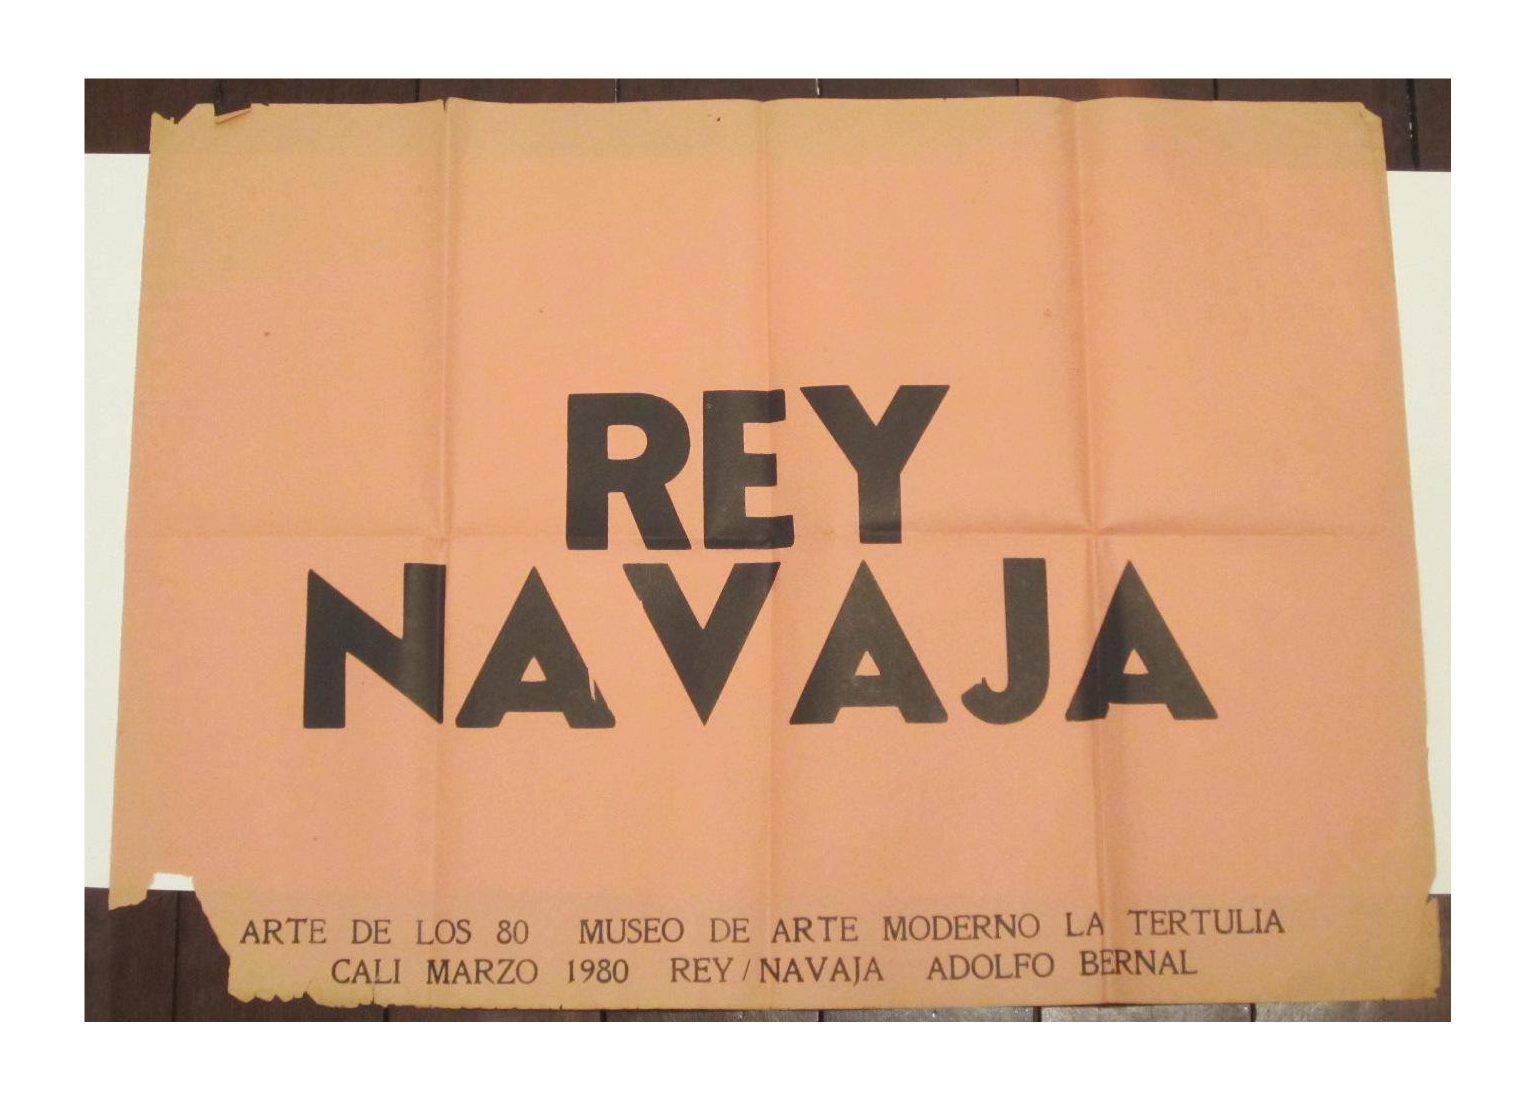 REY
NAVAJA
ARTE DE LOS 80 MUSEO DE ARTE MODERNO LA TERTULIA
CALI MARZO 1980 REY / NAVAJA ADOLFO BERNAL